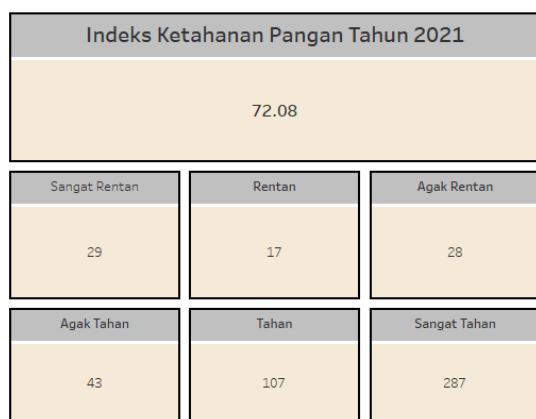 Indeks Ketahanan Pangan Tahun 2021
72.08
Sangat Rentan
Rentan
Agak Rentan
29
17
28
Agak Tahan
Tahan
Sangat Tahan
43
107
287